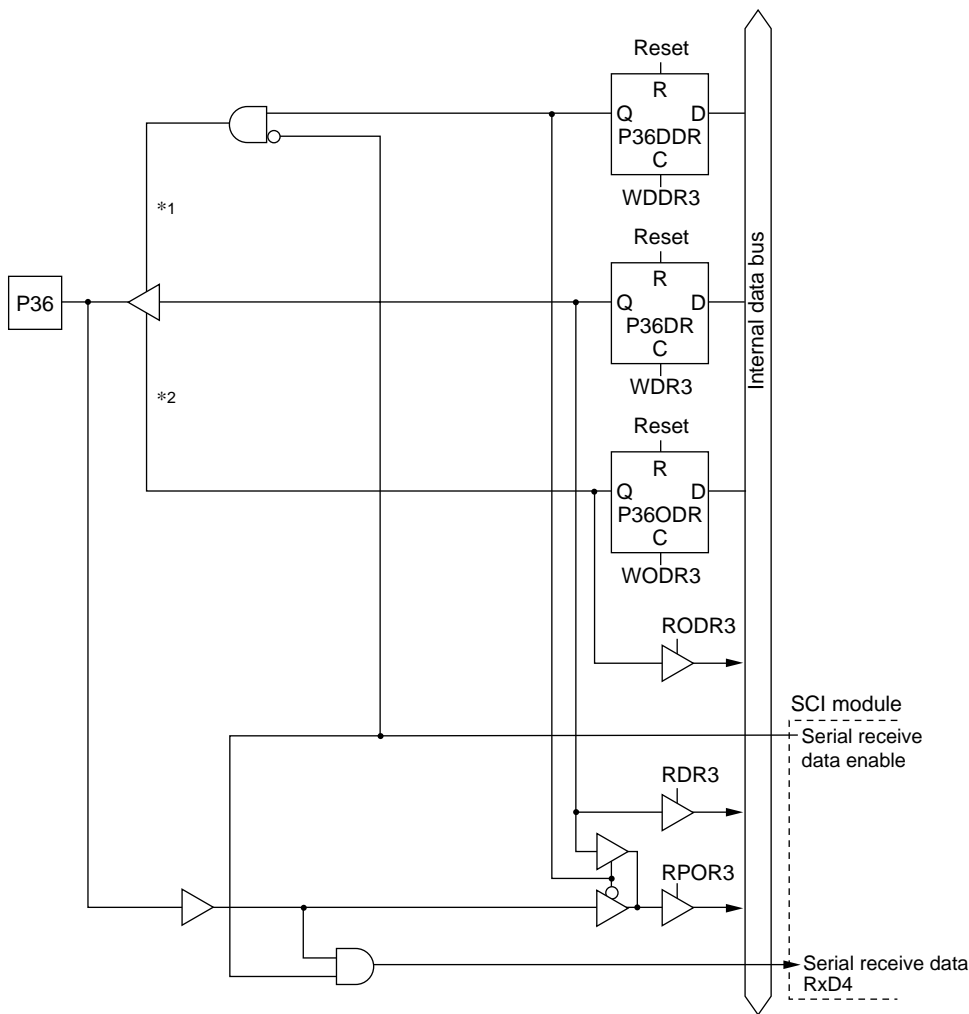 Reset
R
Q D
P36DDR
C
WDDR3
*1
Reset
R
P36
Q D
P36DR
C
WDR3
Internal data bus
*2
Reset
R
Q D
P36ODR
C
WODR3
RODR3
SCI module
Serial receive
data enable
RDR3
RPOR3
Serial receive data
RxD4